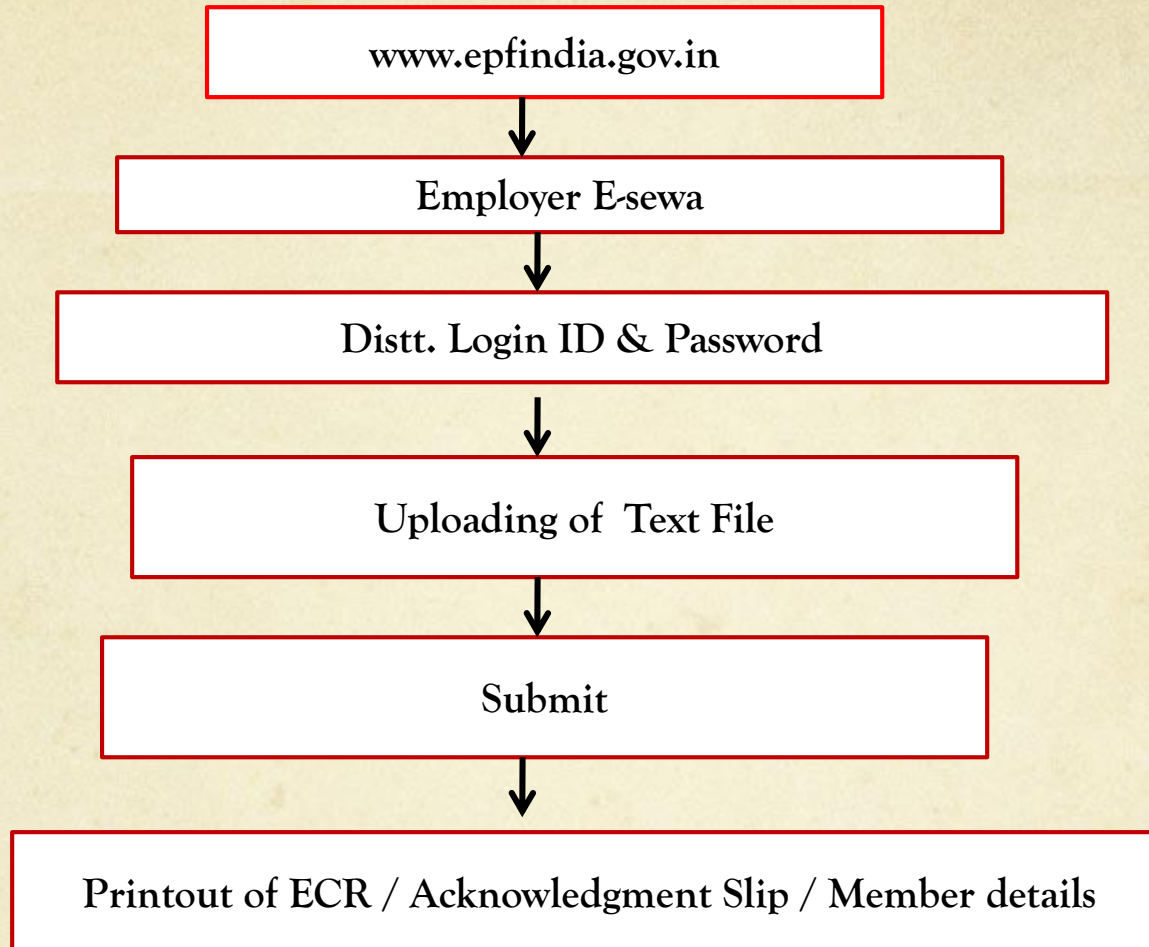 www.epfindia.gov.in
Employer E-sewa
Distt. Login ID & Password
Uploading of Text File
Submit
Printout of ECR / Acknowledgment Slip / Member details